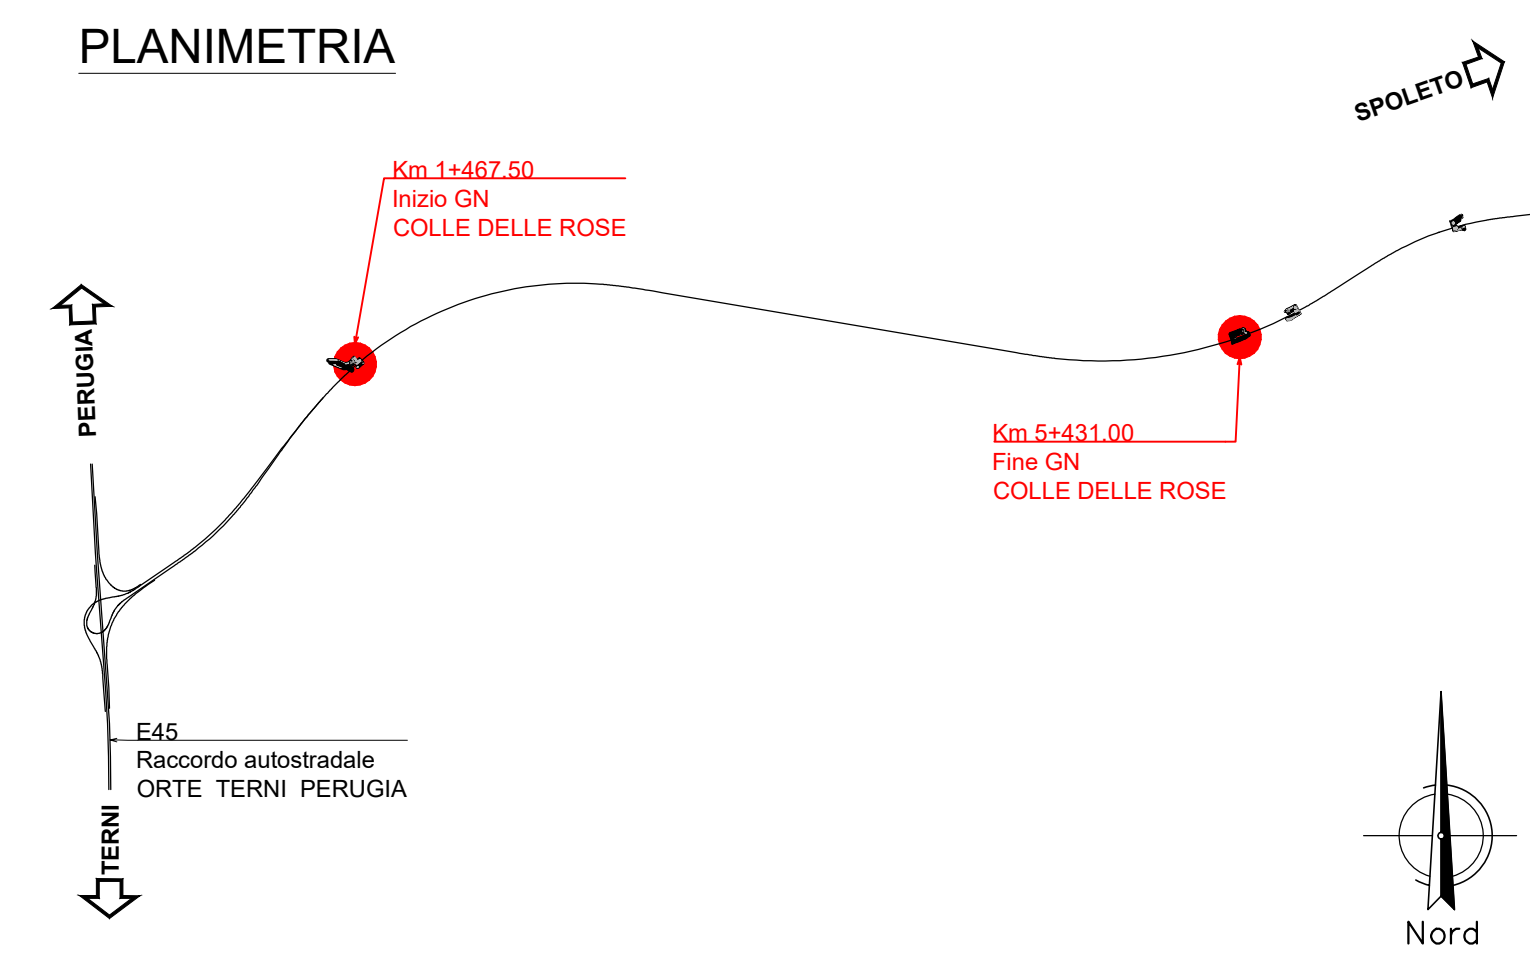 PLANIMETRIA
SPOLETO
Km 1+467.50
Inizio GN
COLLE DELLE ROSE
PERUGIA
Km 5+431.00
Fine GN
COLLE DELLE ROSE
E45
Raccordo autostradale
ORTE TERNI PERUGIA
TERNI
Nord